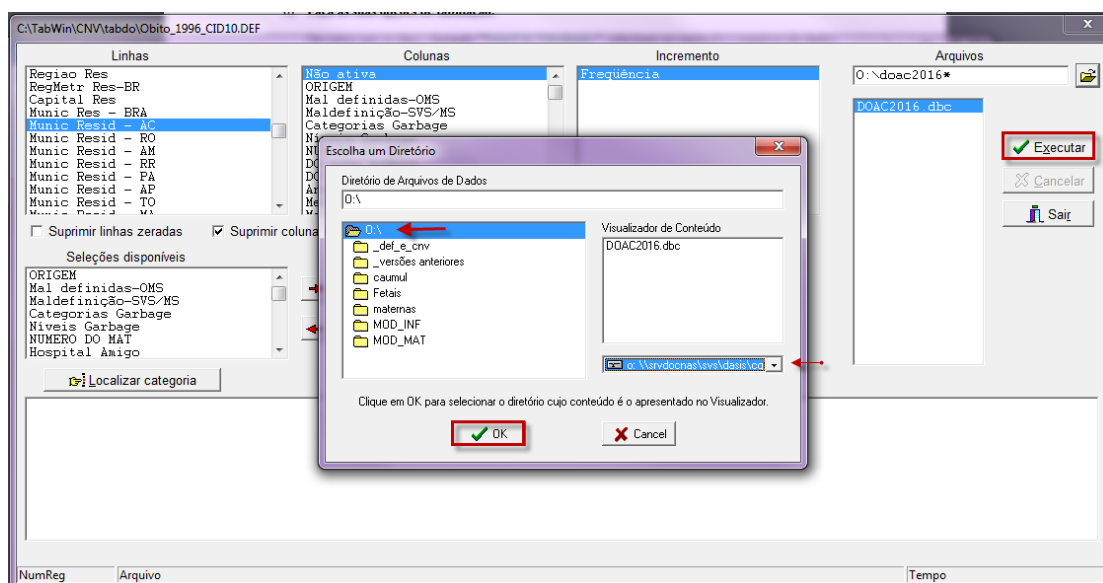 C:\TabWin\CNV\tabdo\Obito_1996_CID10.DEF
x
Linhas
Regiao Res
RegMetr Res-BR
Capital Res
Munic Res - BRA
Munic Resid - AC
Munic Resid - RO
Munic Resid - AM
Munic Resid - RR
Munic Resid - PA
Munic Resid - AP
Munic Resid - TO
Suprimir linhas zeradas
Suprimir coluna
Colunas
Não ativa
ORIGEM
Mal definidas-OMS
Maldefinição-SVS/MS
Categorias Garbage
Incremento
Freqüência
Arquivos
O:\doac2016*
DOAC2016.dbc
Executar
Cancelar
Sair
Seleções disponíveis
ORIGEM
Mal definidas-OMS
Maldefinição-SVS/MS
Categorias Garbage
Niveis Garbage
NUMERO DO MAT
Hospital Amigo
Localizar categoria
Escolha um Diretório
x
Diretório de Arquivos de Dados
O:\
O:\
_def_e_cnv
_versões anteriores
caumul
Fetais
maternas
MOD_INF
MOD_MAT
Visualizador de Conteúdo
DOAC2016.dbc
o: \\srvdocnas\svs\dasis\cg
Clique em OK para selecionar o diretório cujo conteúdo é o apresentado no Visualizador.
OK
Cancel
NumReg
Arquivo
Tempo